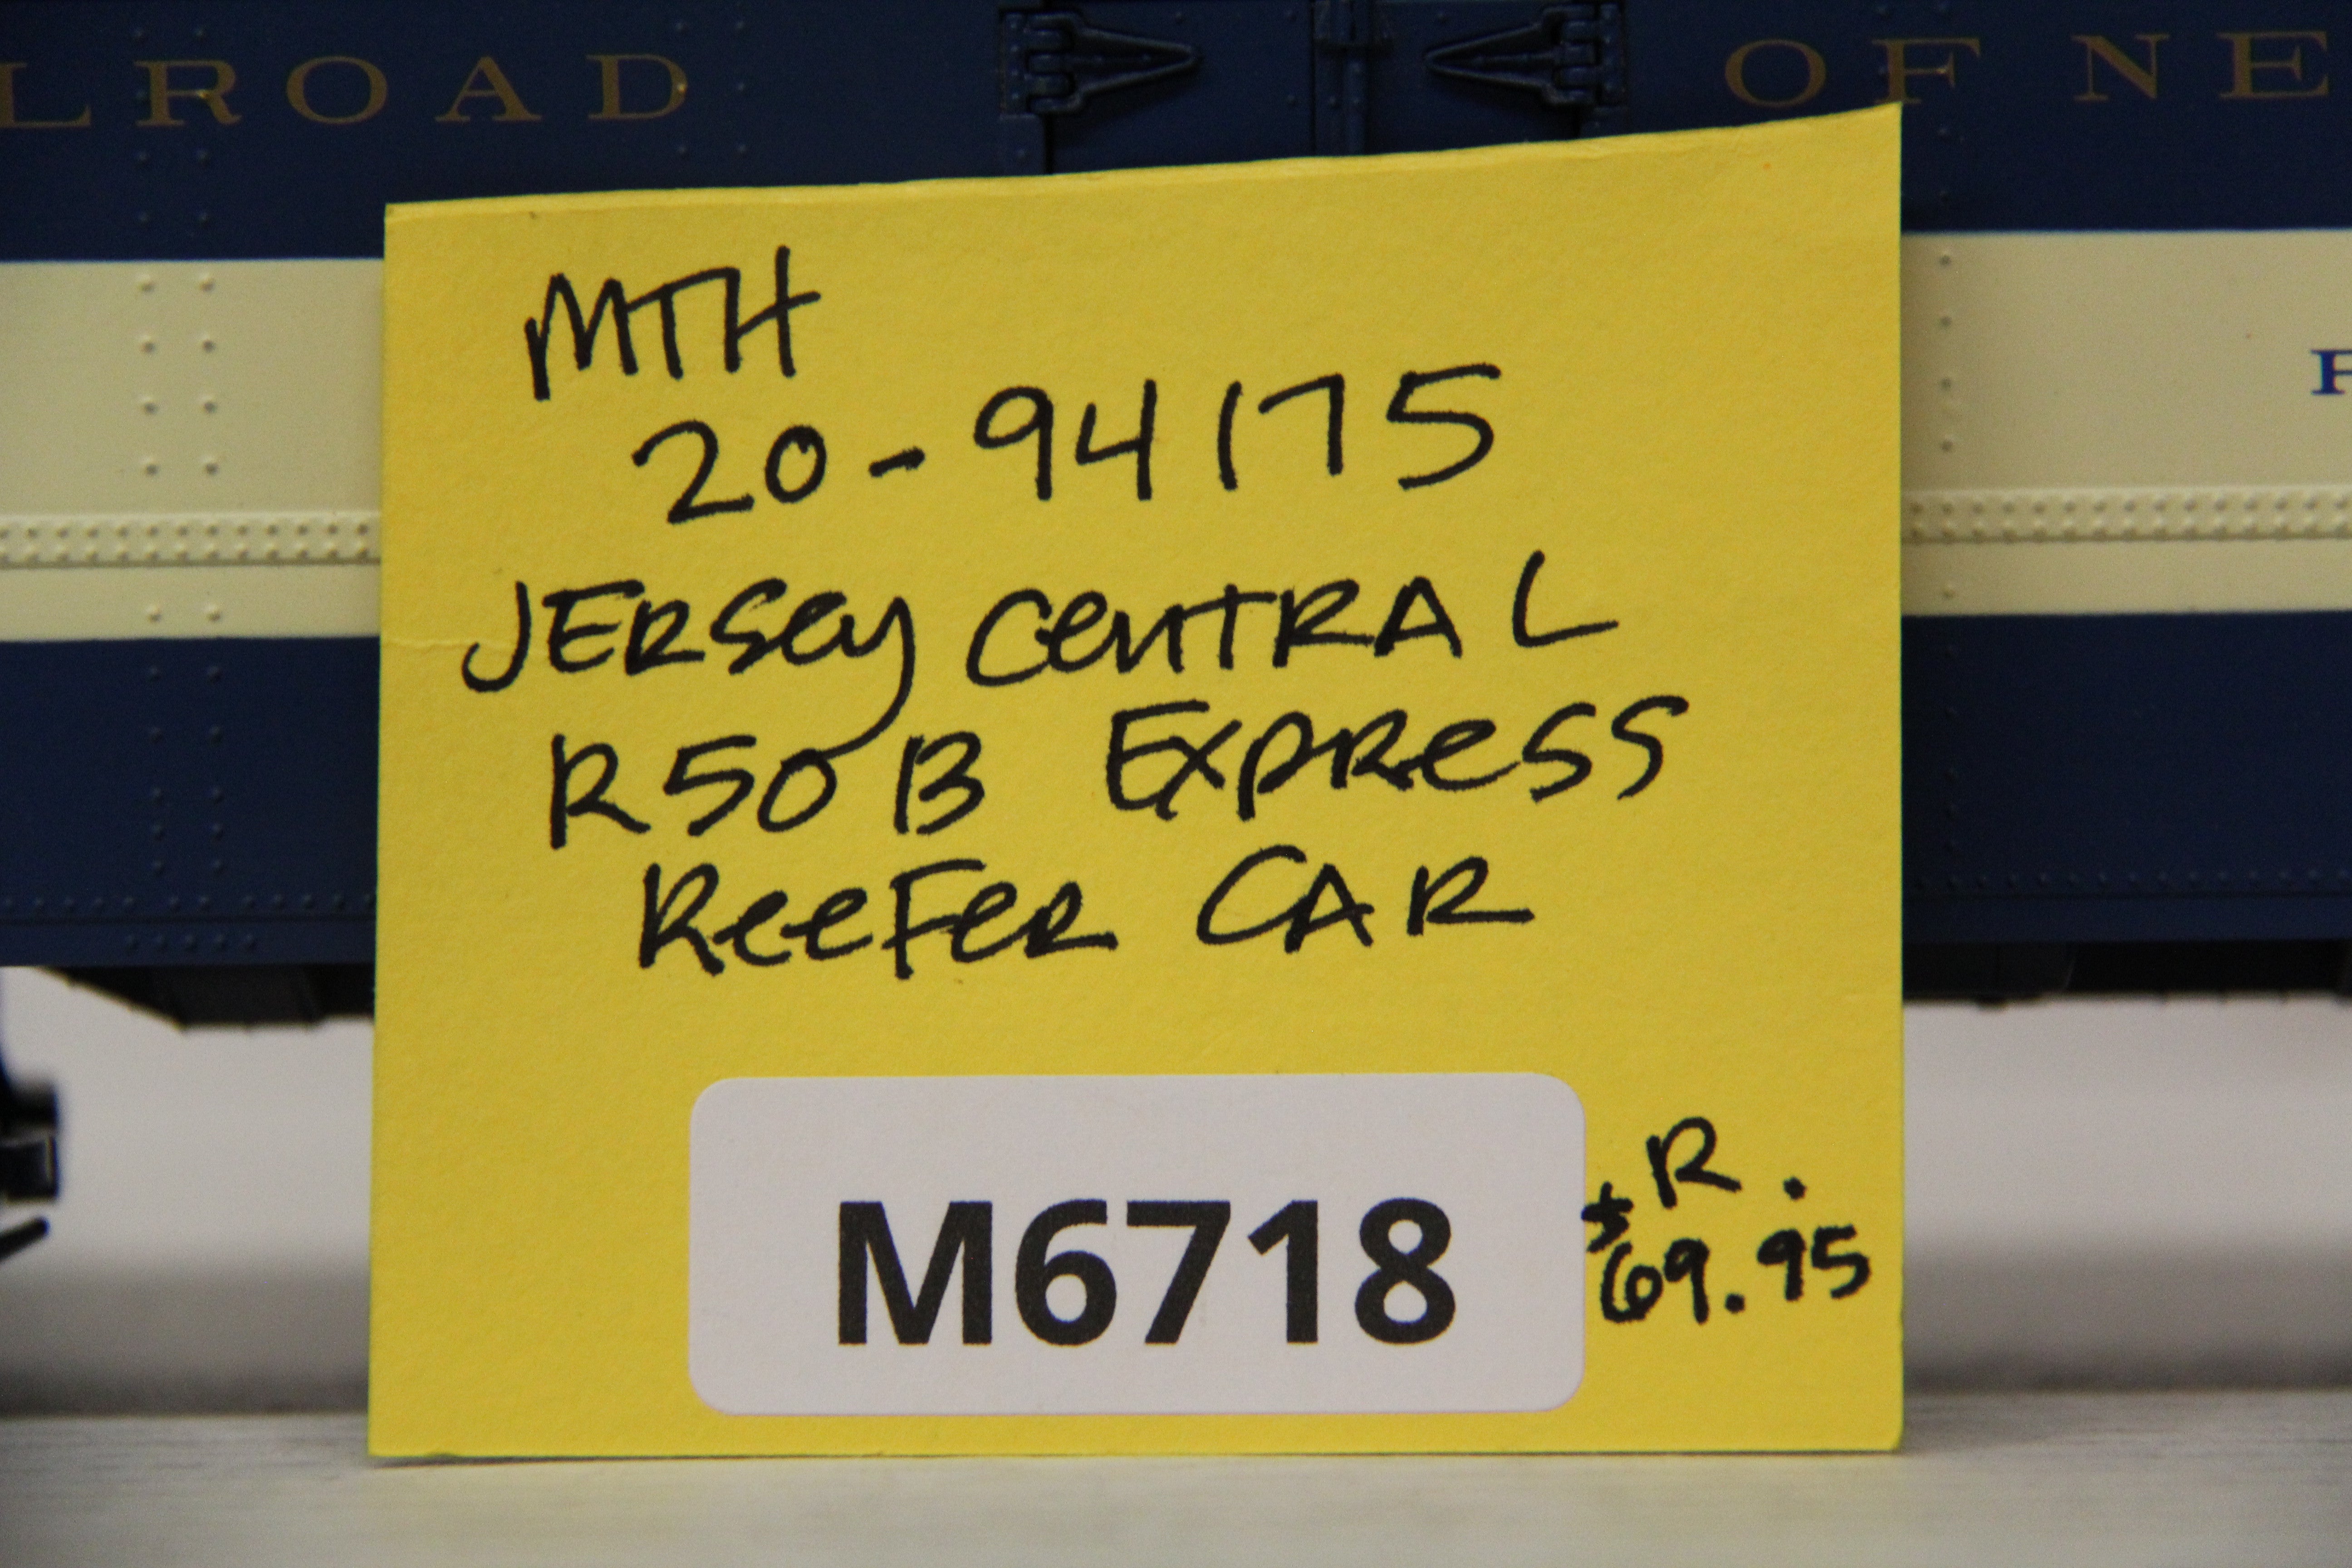 LROAD OF NE
MTH
20-94175
JERSEY CENTRAL
R50B EXPRESS
REEFER CAR
R.
$69.95
M6718